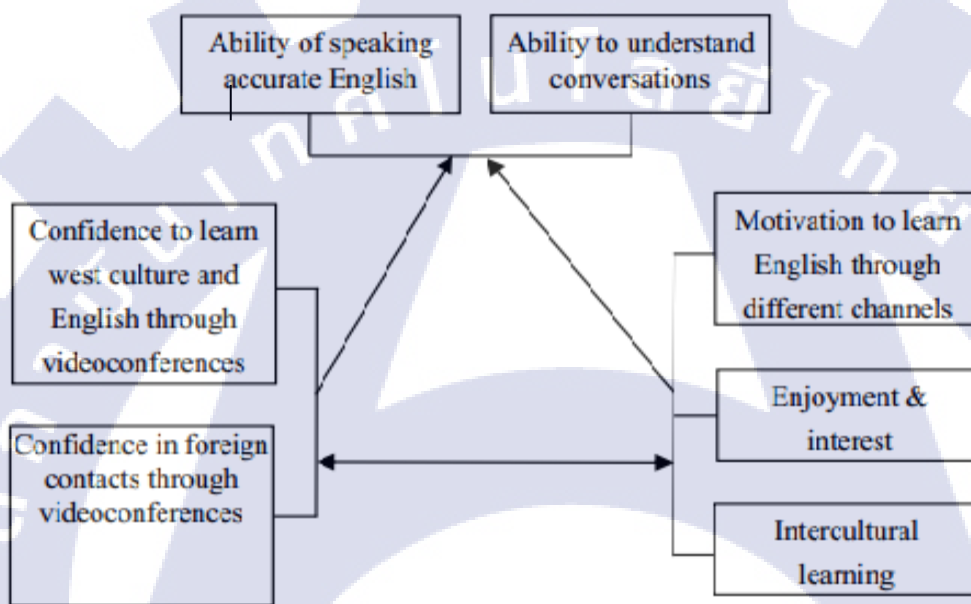 Ability of speaking
accurate English
Ability to understand
conversations
Confidence to learn
west culture and
English through
videoconferences
Confidence in foreign
contacts through
videoconferences
Motivation to learn
English through
different channels
Enjoyment &
interest
Intercultural
learning